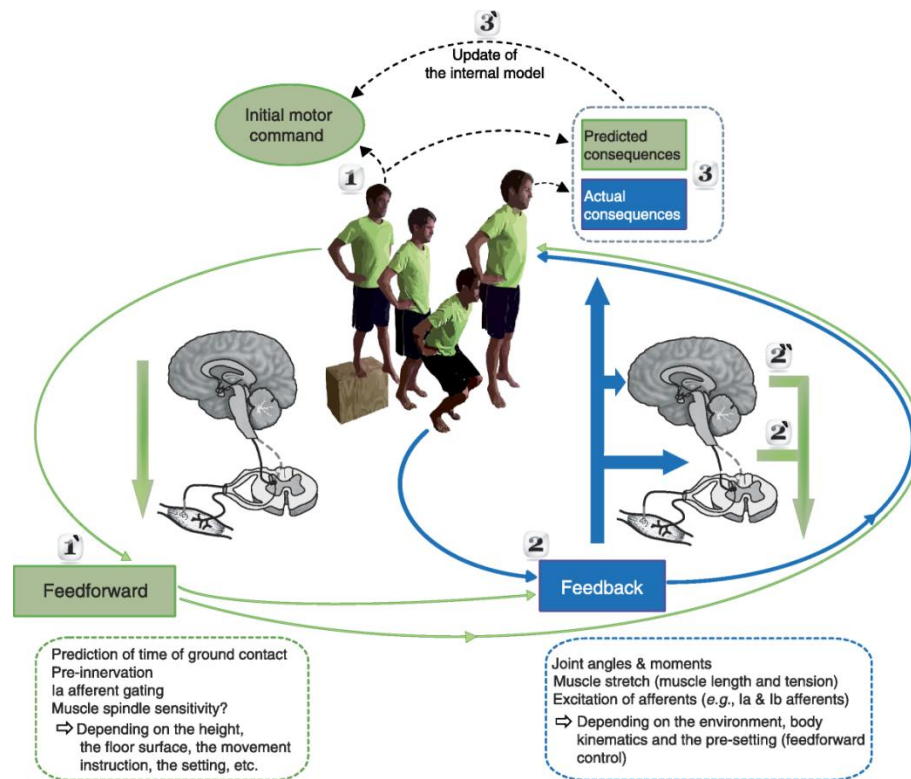 3`
Update of
the internal model
Initial motor
command
Predicted
consequences
3
Actual
consequences
1
2``
2`
1`
Feedforward
2
Feedback
Prediction of time of ground contact
Pre-innervation
Ia afferent gating
Muscle spindle sensitivity?
⇨ Depending on the height,
the floor surface, the movement
instruction, the setting, etc.
Joint angles & moments
Muscle stretch (muscle length and tension)
Excitation of afferents (e.g., Ia & Ib afferents)
⇨ Depending on the environment, body
kinematics and the pre-setting (feedforward
control)